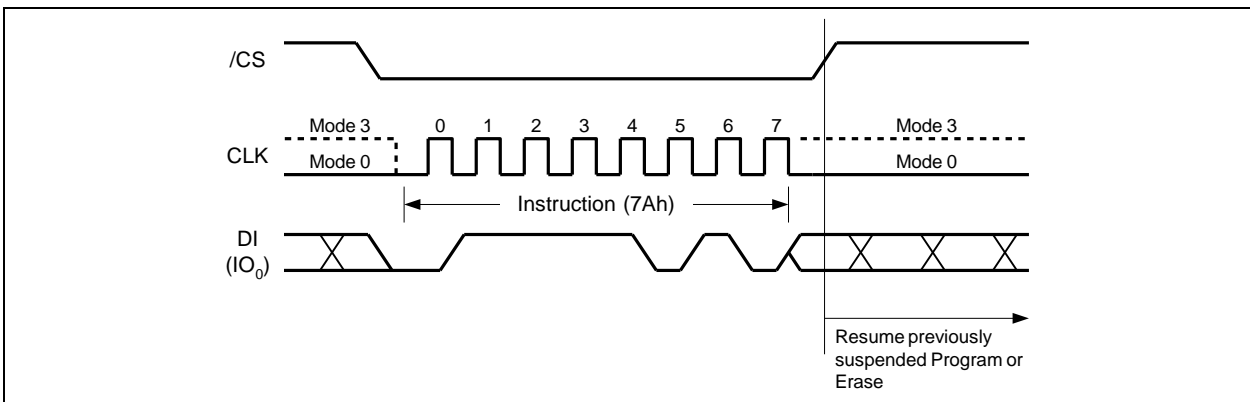 /CS
Mode 3
0 1 2 3 4 5 6 7
Mode 3
CLK
Mode 0
Mode 0
Instruction (7Ah)
DI
(IO0)
Resume previously
suspended Program or
Erase